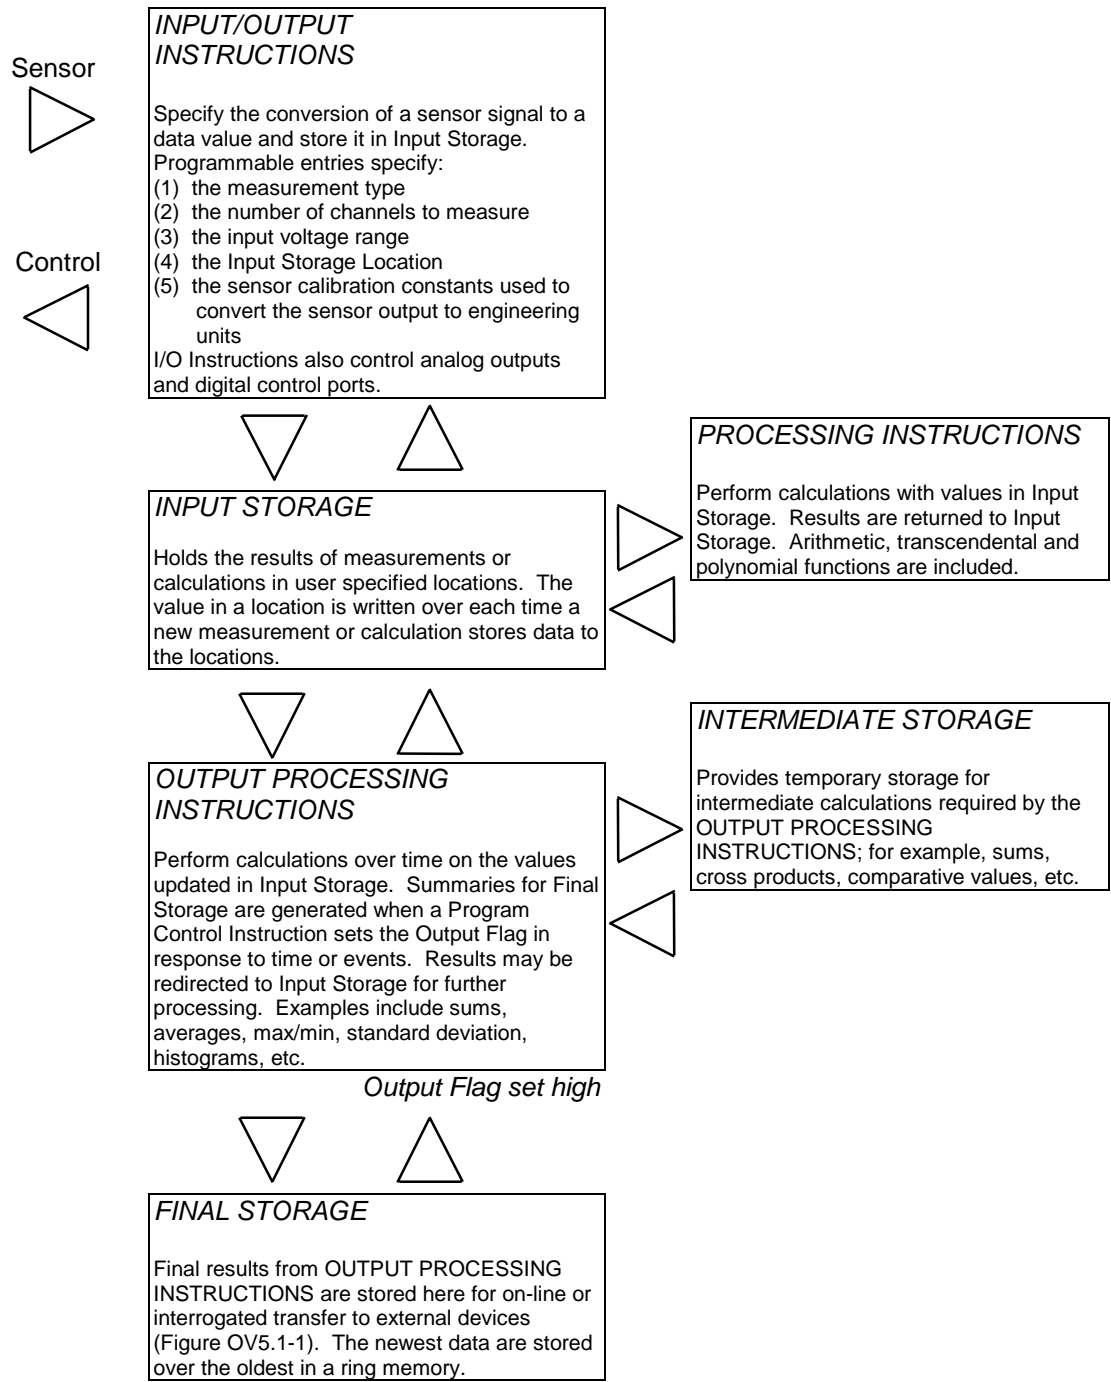 INPUT/OUTPUT
INSTRUCTIONS
Sensor
Specify the conversion of a sensor signal to a
data value and store it in Input Storage.
Programmable entries specify:
(1) the measurement type
(2) the number of channels to measure
(3) the input voltage range
Control
(4) the Input Storage Location
(5) the sensor calibration constants used to
convert the sensor output to engineering
units
I/O Instructions also control analog outputs
and digital control ports.
PROCESSING INSTRUCTIONS
Perform calculations with values in Input
Storage. Results are returned to Input
Storage. Arithmetic, transcendental and
polynomial functions are included.
INPUT STORAGE
Holds the results of measurements or
calculations in user specified locations. The
value in a location is written over each time a
new measurement or calculation stores data to
the locations.
INTERMEDIATE STORAGE
Provides temporary storage for
intermediate calculations required by the
OUTPUT PROCESSING
INSTRUCTIONS; for example, sums,
cross products, comparative values, etc.
OUTPUT PROCESSING
INSTRUCTIONS
Perform calculations over time on the values
updated in Input Storage. Summaries for Final
Storage are generated when a Program
Control Instruction sets the Output Flag in
response to time or events. Results may be
redirected to Input Storage for further
processing. Examples include sums,
averages, max/min, standard deviation,
histograms, etc.
Output Flag set high
FINAL STORAGE
Final results from OUTPUT PROCESSING
INSTRUCTIONS are stored here for on-line or
interrogated transfer to external devices
(Figure OV5.1-1). The newest data are stored
over the oldest in a ring memory.